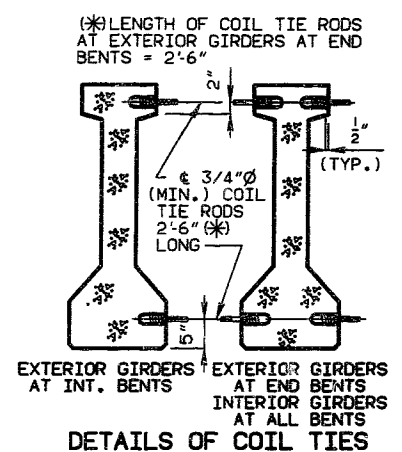 (*)LENGTH OF COIL TIE RODS
AT EXTERIOR GIRDERS AT END
BENTS = 2'-6"
2"
1/2"
(TYP.)
℄ 3/4"Ø
(MIN.) COIL
TIE RODS
2'-6"(*)
LONG
5"
EXTERIOR GIRDERS
AT INT. BENTS
EXTERIOR GIRDERS
AT END BENTS
INTERIOR GIRDERS
AT ALL BENTS
DETAILS OF COIL TIES